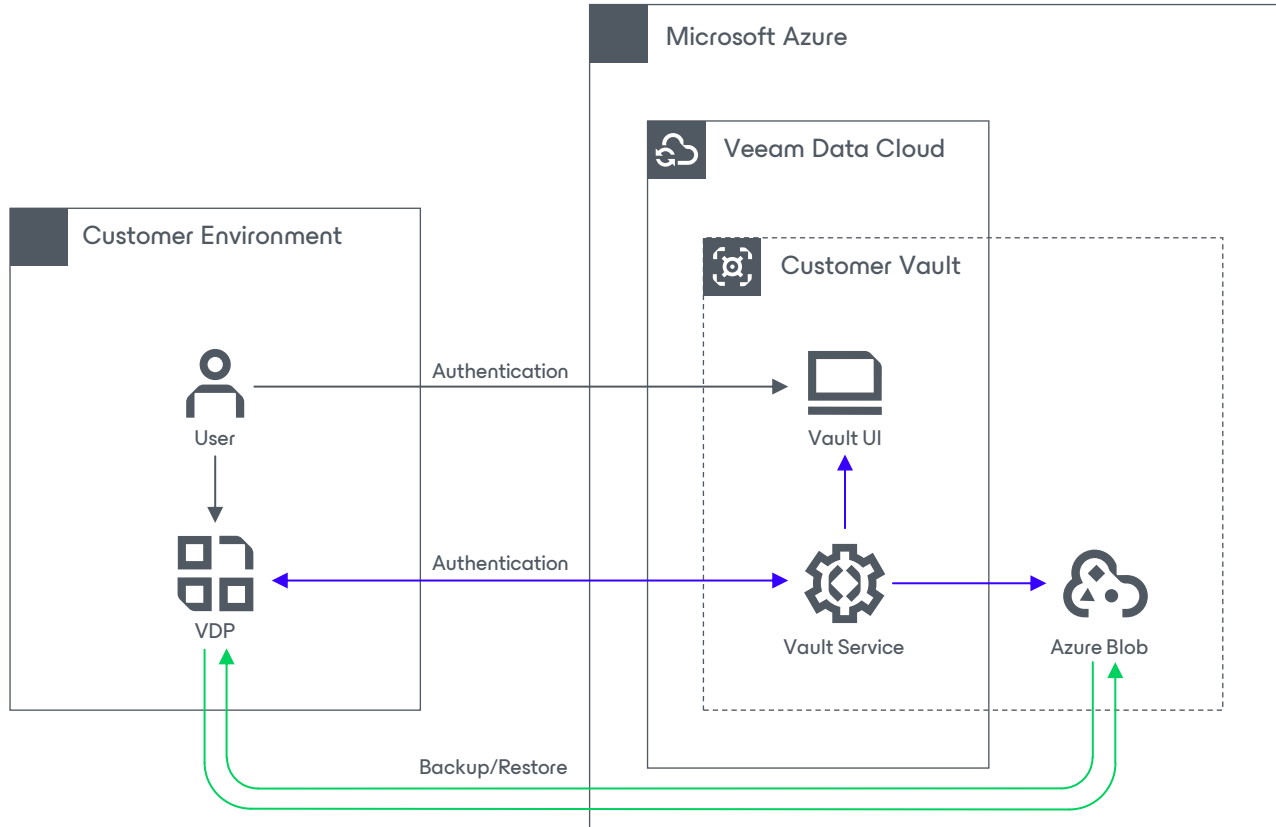 Microsoft Azure
Veeam Data Cloud
Customer Environment
Customer Vault
Authentication
User
Vault UI
Authentication
VDP
Vault Service
Azure Blob
Backup/Restore